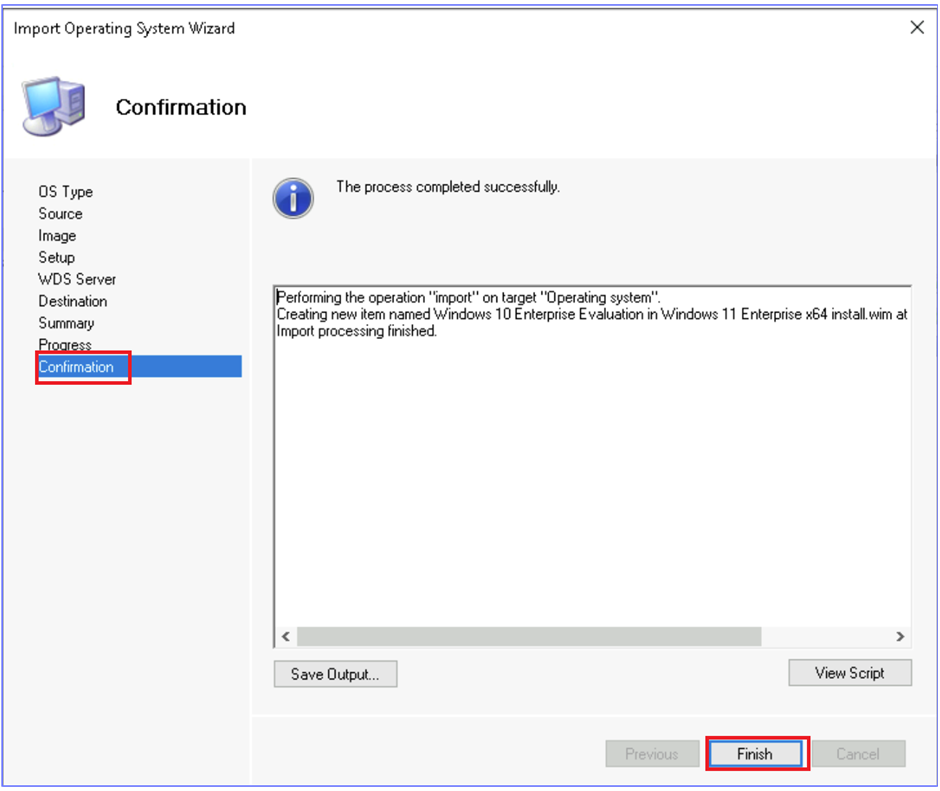 Import Operating System Wizard
Confirmation
OS Type
Source
Image
Setup
WDS Server
Destination
Summary
Progress
Confirmation
The process completed successfully.
Performing the operation "import" on target "Operating system".
Creating new item named Windows 10 Enterprise Evaluation in Windows 11 Enterprise x64 install.wim at
Import processing finished.
Save Output...
View Script
Previous
Finish
Cancel